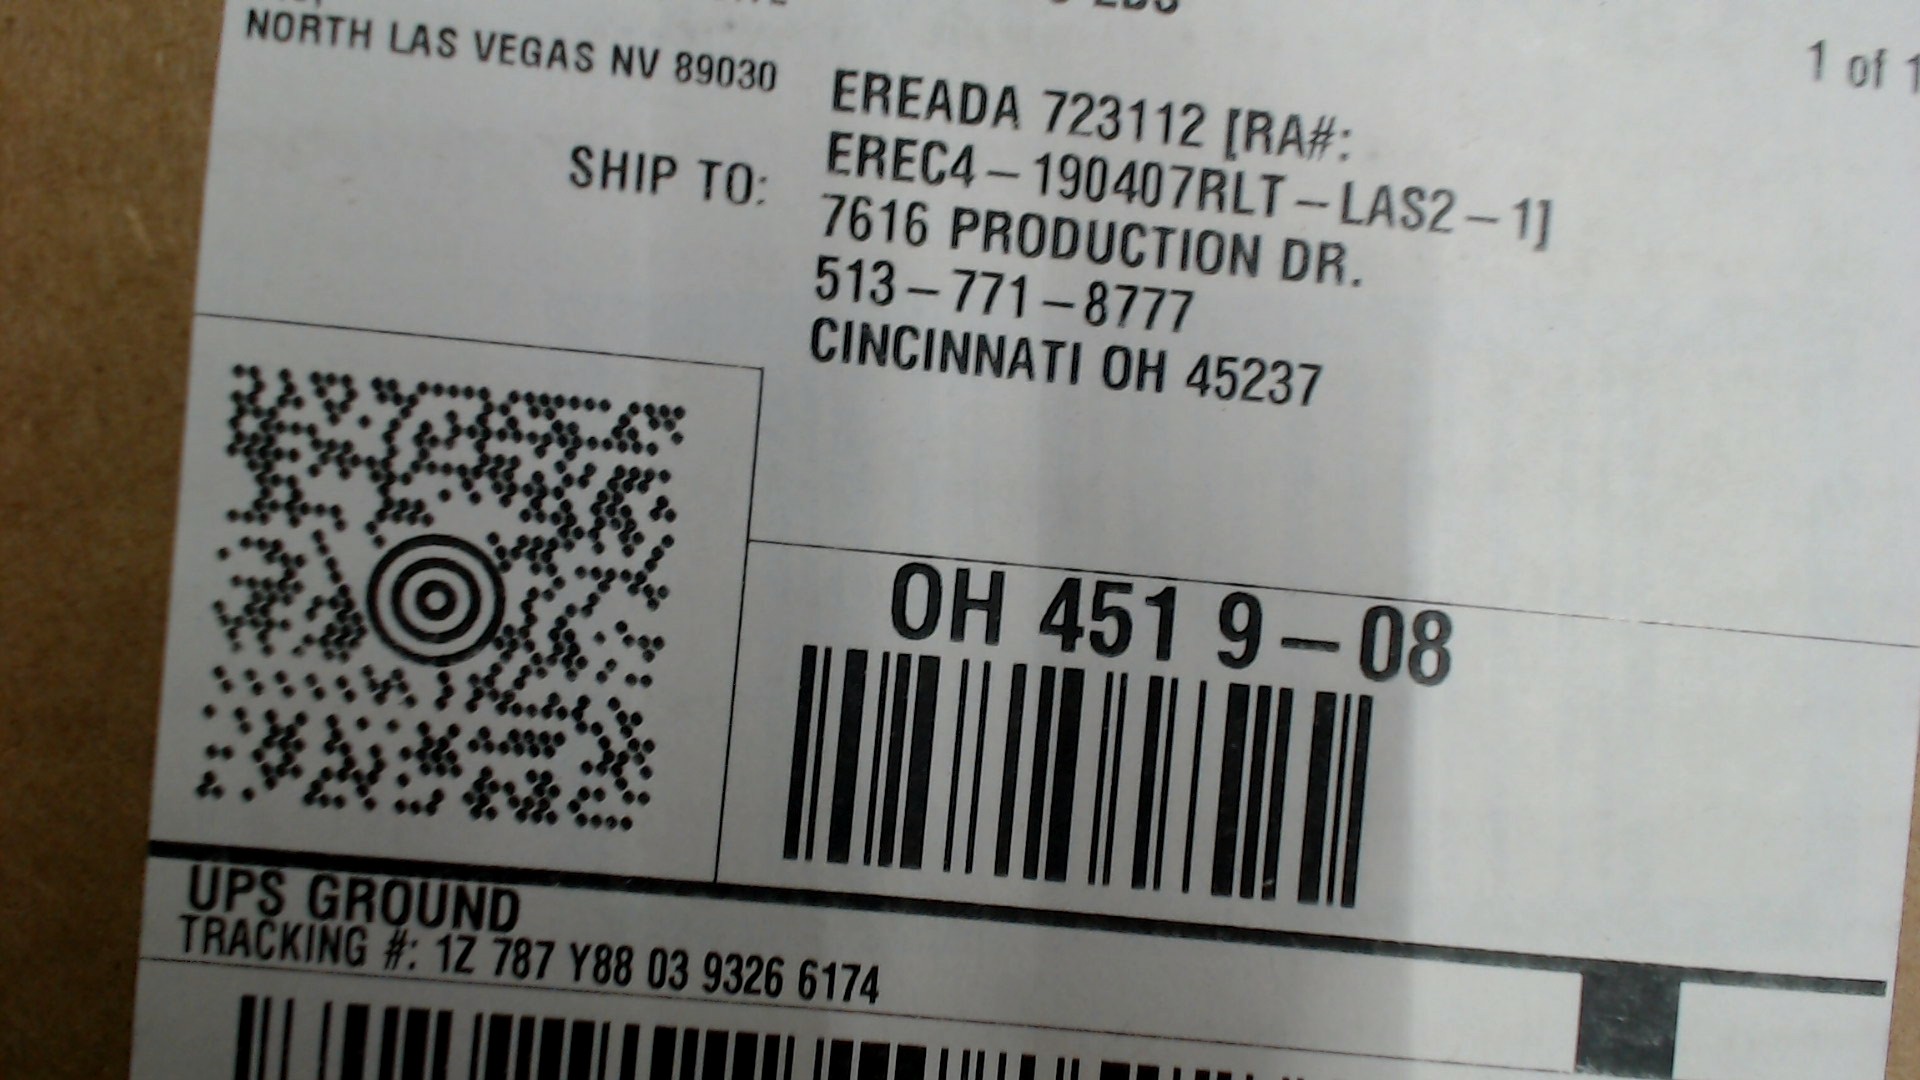 NORTH LAS VEGAS NV 89030
1 of 1
SHIP TO:
EREADA 723112 [RA#:
EREC4-190407RLT-LAS2-1]
7616 PRODUCTION DR.
513-771-8777
CINCINNATI OH 45237
OH 451 9-08
UPS GROUND
TRACKING #: 1Z 787 Y88 03 9326 6174